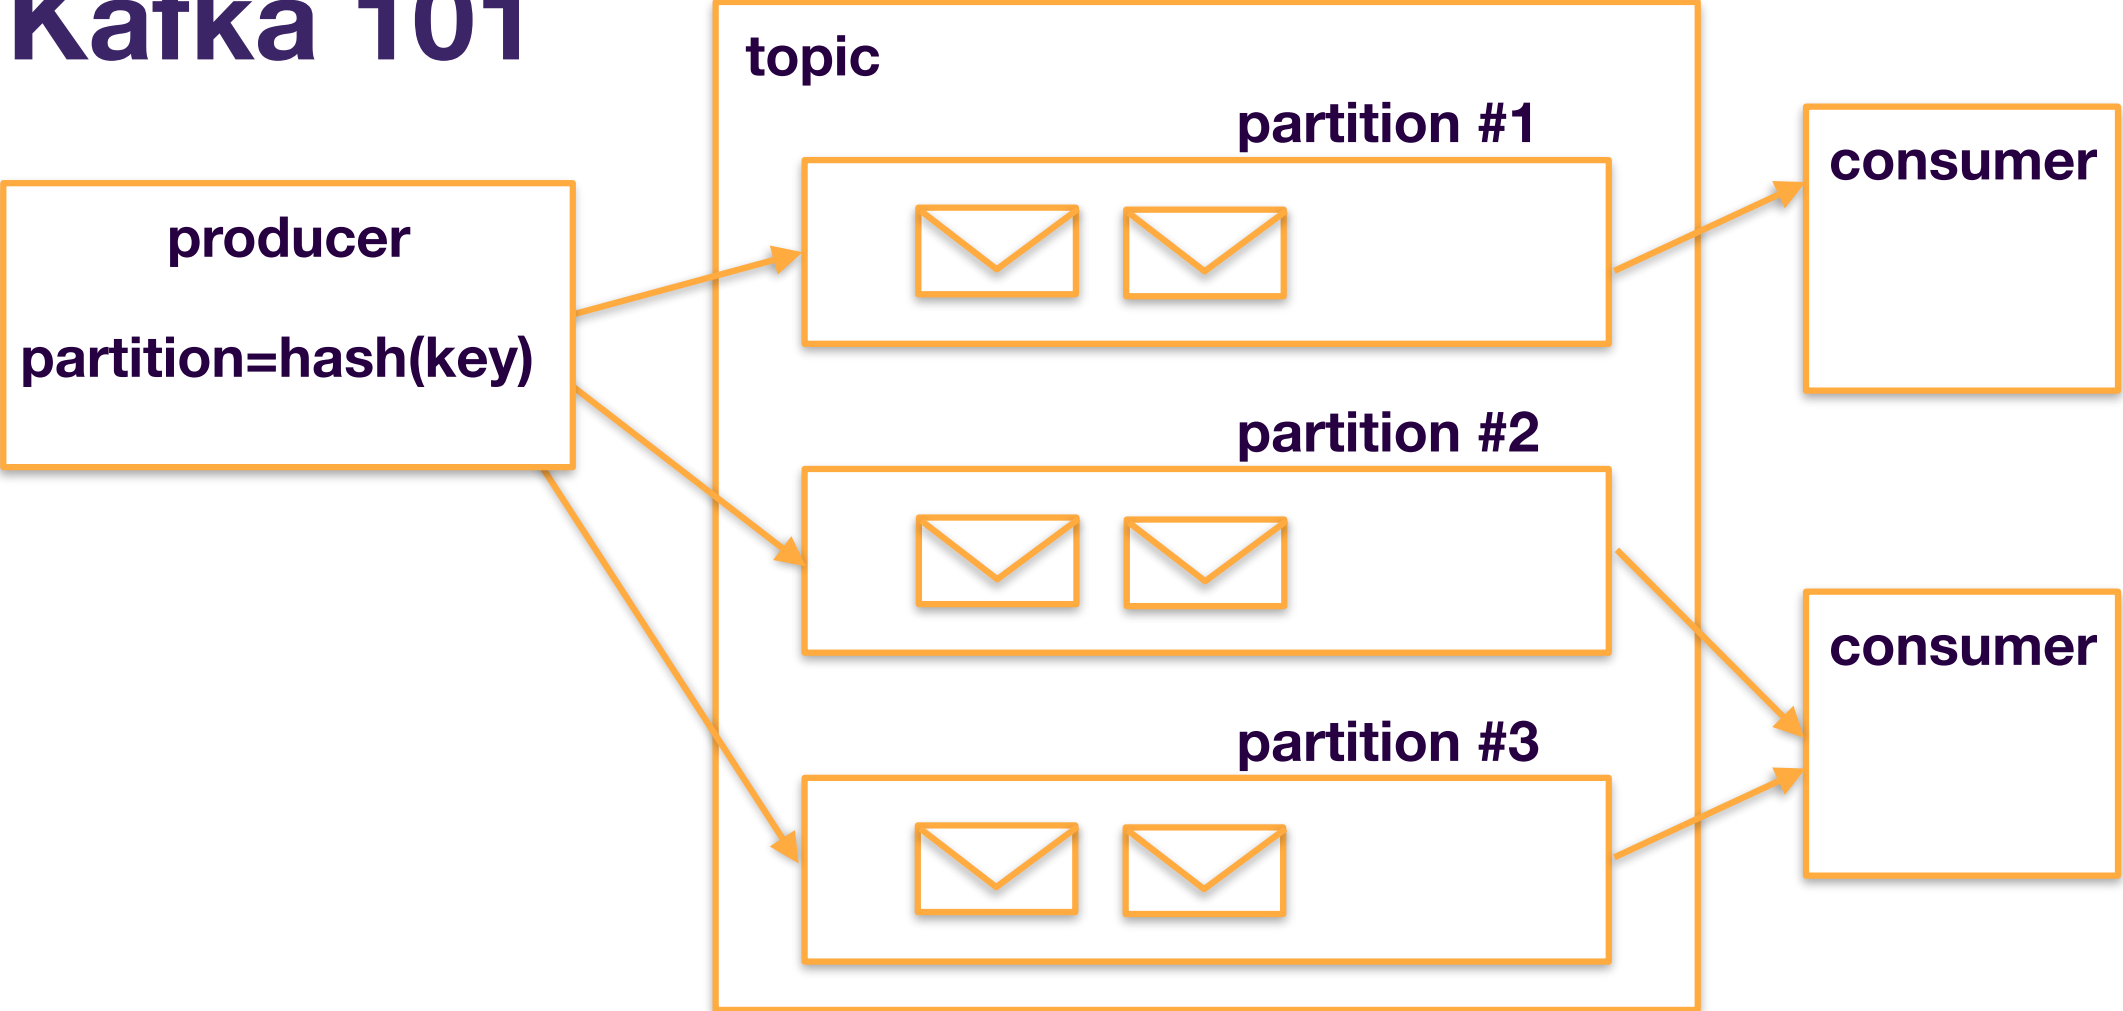 Kafka 101
topic
partition #1
consumer
producer
partition=hash(key)
partition #2
consumer
partition #3